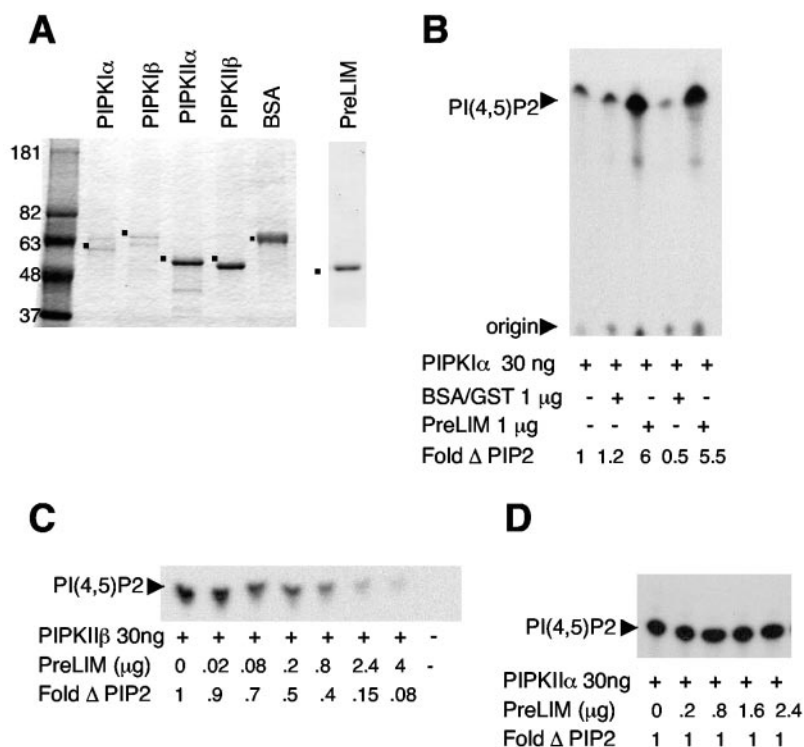 A
PIPKIα PIPKIβ PIPKIIα PIPKIIβ BSA PreLIM
181
82
63
48
37
B
PI(4,5)P2
origin
PIPKIα 30 ng + + + + +
BSA/GST 1 μg - + - + -
PreLIM 1 μg - - + - +
Fold Δ PIP2 1 1.2 6 0.5 5.5
C
PI(4,5)P2
PIPKIIβ 30ng + + + + + + + -
PreLIM (μg) 0 .02 .08 .2 .8 2.4 4 -
Fold Δ PIP2 1 .9 .7 .5 .4 .15 .08
D
PI(4,5)P2
PIPKIIα 30ng + + + + +
PreLIM (μg) 0 .2 .8 1.6 2.4
Fold Δ PIP2 1 1 1 1 1